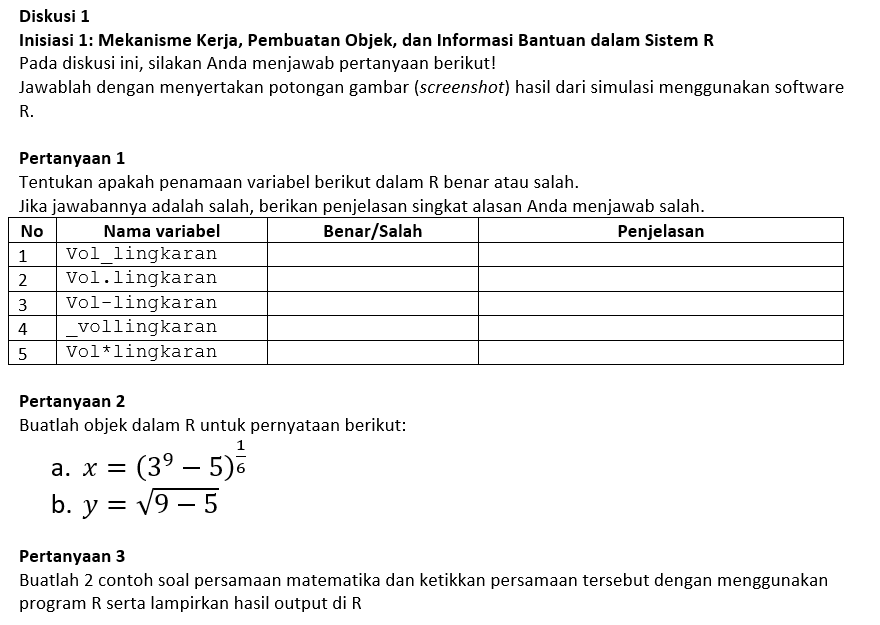 Diskusi 1
Inisiasi 1: Mekanisme Kerja, Pembuatan Objek, dan Informasi Bantuan dalam Sistem R
Pada diskusi ini, silakan Anda menjawab pertanyaan berikut!
Jawablah dengan menyertakan potongan gambar (screenshot) hasil dari simulasi menggunakan software
R.
Pertanyaan 1
Tentukan apakah penamaan variabel berikut dalam R benar atau salah.
Jika jawabannya adalah salah, berikan penjelasan singkat alasan Anda menjawab salah.
No Nama variabel Benar/Salah Penjelasan
1 Vol_lingkaran
2 Vol.lingkaran
3 Vol-lingkaran
4 _vollingkaran
5 Vol*lingkaran
Pertanyaan 2
Buatlah objek dalam R untuk pernyataan berikut:
a. x = (3⁹ − 5)^(1/6)
b. y = √(9 − 5)
Pertanyaan 3
Buatlah 2 contoh soal persamaan matematika dan ketikkan persamaan tersebut dengan menggunakan
program R serta lampirkan hasil output di R